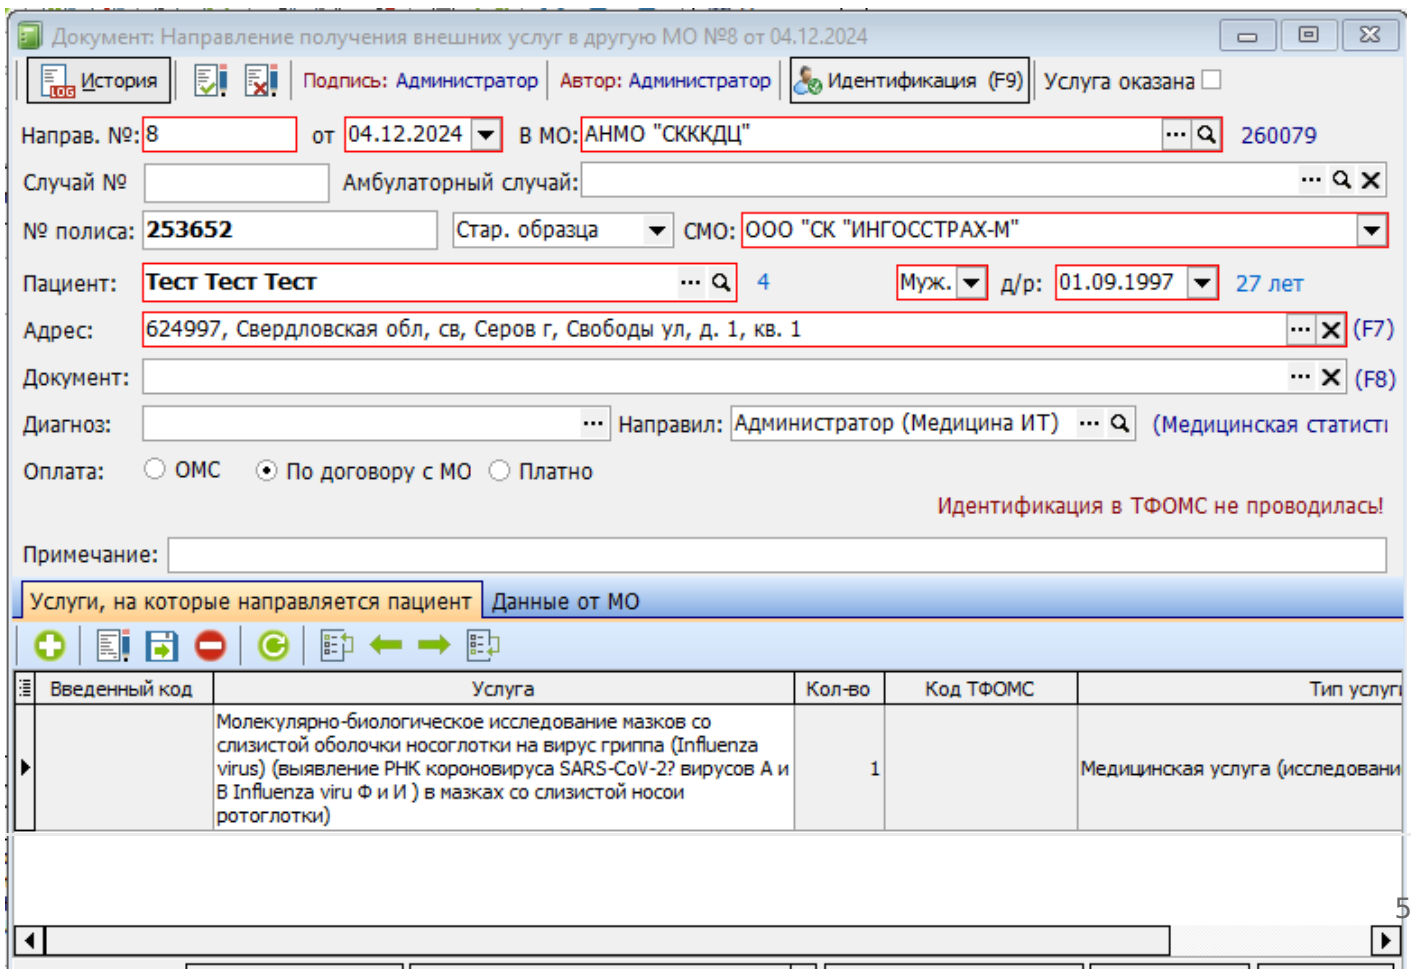 Документ: Направление получения внешних услуг в другую МО №8 от 04.12.2024
LOG История Подпись: Администратор Автор: Администратор Идентификация (F9) Услуга оказана
Направ. №: 8 от 04.12.2024 В МО: АНМО "СКККДЦ" ... 260079
Случай № Амбулаторный случай: ...
№ полиса: 253652 Стар. образца СМО: ООО "СК "ИНГОССТРАХ-М"
Пациент: Тест Тест Тест ... 4 Муж. д/р: 01.09.1997 27 лет
Адрес: 624997, Свердловская обл, св, Серов г, Свободы ул, д. 1, кв. 1 ... (F7)
Документ: ... (F8)
Диагноз: ... Направил: Администратор (Медицина ИТ) ... (Медицинская статисти
Оплата: ОМС По договору с МО Платно
Идентификация в ТФОМС не проводилась!
Примечание:
Услуги, на которые направляется пациент Данные от МО
Введенный код Услуга Кол-во Код ТФОМС Тип услуги
Молекулярно-биологическое исследование мазков со
слизистой оболочки носоглотки на вирус гриппа (Influenza
virus) (выявление РНК короновируса SARS-CoV-2? вирусов А и 1 Медицинская услуга (исследовани
В Influenza viru Ф и И ) в мазках со слизистой носои
ротоглотки)
5